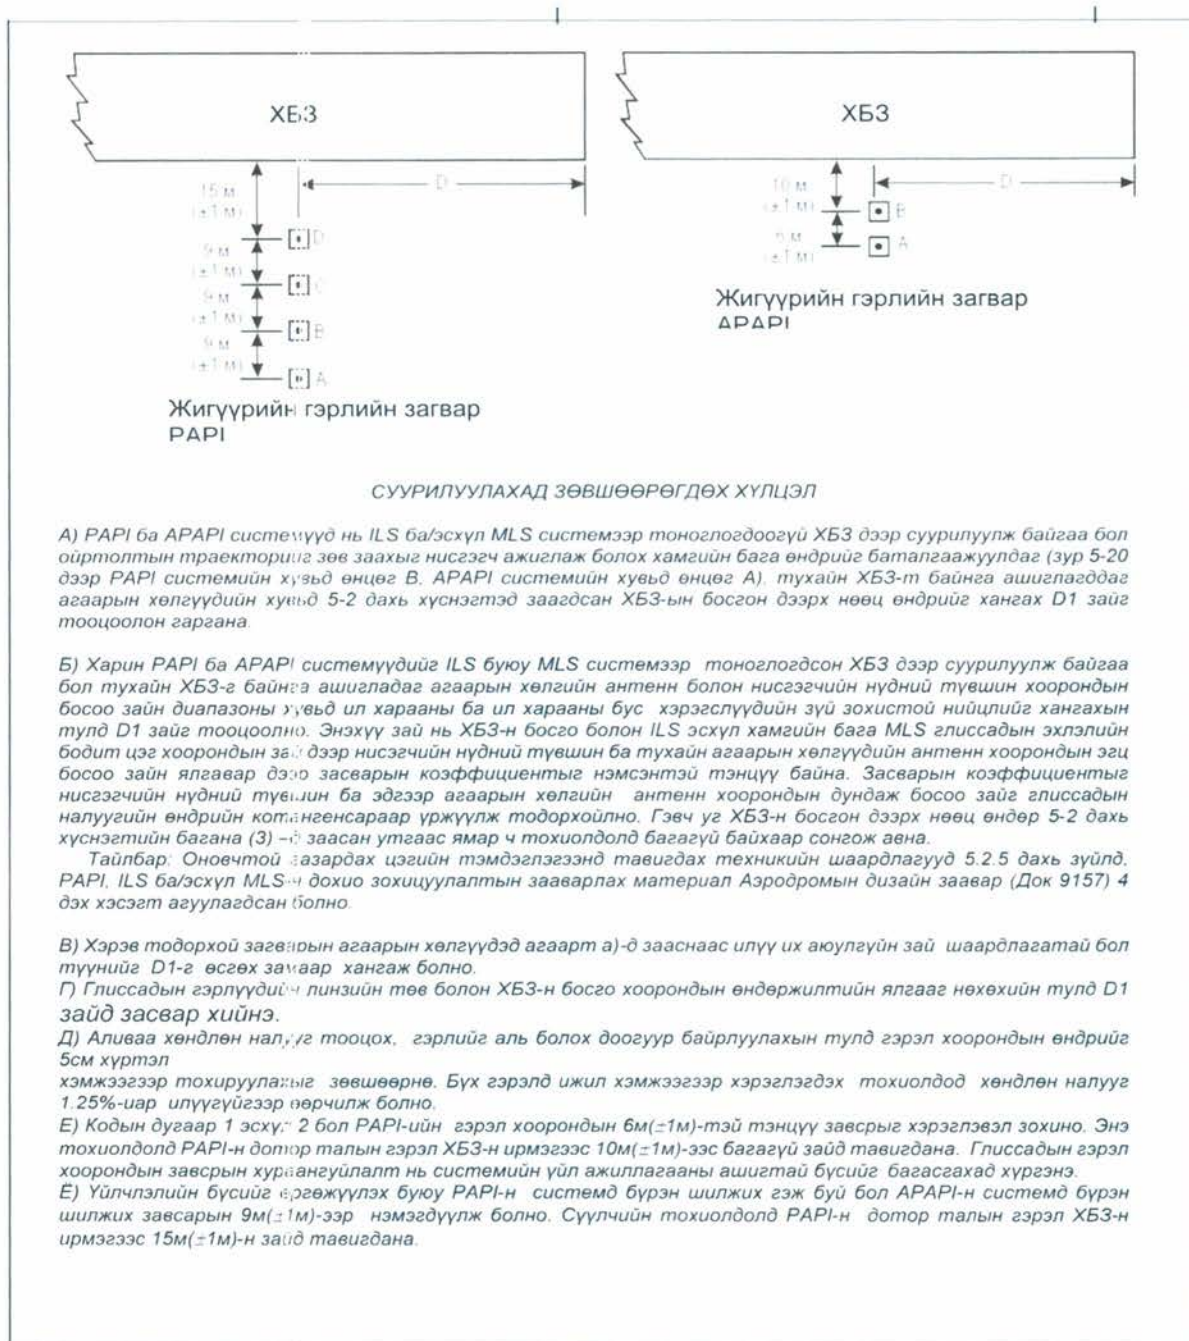 ХБЗ
ХБЗ
15 м
(±1 м)
D
10 м
(±1 м)
D
B
6 м
(±1 м)
A
D
9 м
(±1 м)
C
9 м
(±1 м)
B
9 м
(±1 м)
A
Жигүүрийн гэрлийн загвар
PAPI
Жигүүрийн гэрлийн загвар
APAPI
СУУРИЛУУЛАХАД ЗӨВШӨӨРӨГДӨХ ХҮЛЦЭЛ
А) PAPI ба APAPI системүүд нь ILS ба/эсхүл MLS системээр тоноглогдоогүй ХБЗ дээр суурилуулж байгаа бол
ойртолтын траекториг зөв заахыг нисгэгч ажиглаж болох хамгийн бага өндрийг баталгаажуулдаг (зур 5-20
дээр PAPI системийн хувьд өнцөг В, APAPI системийн хувьд өнцөг А), тухайн ХБЗ-т байнга ашиглагддаг
агаарын хөлгүүдийн хувьд 5-2 дахь хүснэгтэд заагдсан ХБЗ-ын босгон дээрх нөөц өндрийг хангах D1 зайг
тооцоолон гаргана.
Б) Харин PAPI ба APAPI системүүдийг ILS буюу MLS системээр тоноглогдсон ХБЗ дээр суурилуулж байгаа
бол тухайн ХБЗ-г байнга ашигладаг агаарын хөлгийн антенн болон нисгэгчийн нүдний түвшин хоорондын
босоо зайн диапазоны хувьд ил харааны ба ил харааны бус хэрэгслүүдийн зүй зохистой нийцлийг хангахын
тулд D1 зайг тооцоолно. Энэхүү зай нь ХБЗ-н босго болон ILS эсхүл хамгийн бага MLS глиссадын эхлэлийн
бодит цэг хоорондын зай дээр нисэгчийн нүдний түвшин ба тухайн агаарын хөлгүүдийн антенн хоорондын эгц
босоо зайн ялгавар дээр засварын коэффициентыг нэмсэнтэй тэнцүү байна. Засварын коэффициентыг
нисгэгчийн нүдний түвшин ба эдгээр агаарын хөлгийн антенн хоорондын дундаж босоо зайг глиссадын
налуугийн өндрийн котангенсараар үржүүлж тодорхойлно. Гэвч уг ХБЗ-н босгон дээрх нөөц өндөр 5-2 дахь
хүснэгтийн багана (3) –д заасан утгаас ямар ч тохиолдолд багагүй байхаар сонгож авна.
Тайлбар: Оновчтой газардах цэгийн тэмдэглэгээнд тавигдах техникийн шаардлагууд 5.2.5 дахь зүйлд,
PAPI, ILS ба/эсхүл MLS-н дохио зохицуулалтын зааварлах материал Аэродромын дизайн заавар (Док 9157) 4
дэх хэсэгт агуулагдсан болно.
В) Хэрэв тодорхой загварын агаарын хөлгүүдэд агаарт а)-д зааснаас илүү их аюулгүйн зай шаардлагатай бол
түүнийг D1-г өсгөх замаар хангаж болно.
Г) Глиссадын гэрлүүдийн линзийн төв болон ХБЗ-н босго хоорондын өндөржилтийн ялгааг нөхөхийн тулд D1
зайд засвар хийнэ.
Д) Аливаа хөндлөн налууг тооцох, гэрлийг аль болох доогуур байрлуулахын тулд гэрэл хоорондын өндрийг
5см хүртэл
хэмжээгээр тохируулахыг зөвшөөрнө. Бүх гэрэлд ижил хэмжээгээр хэрэглэгдэх тохиолдод хөндлөн налууг
1.25%-иар илүүгүйгээр өөрчилж болно.
Е) Кодын дугаар 1 эсхүл 2 бол PAPI-ийн гэрэл хоорондын 6м(±1м)-тэй тэнцүү завсрыг хэрэглэвэл зохино. Энэ
тохиолдолд PAPI-н дотор талын гэрэл ХБЗ-н ирмэгээс 10м(±1м)-ээс багагүй зайд тавигдана. Глиссадын гэрэл
хоорондын завсрын хураангуйлалт нь системийн үйл ажиллагааны ашигтай бүсийг багасгахад хүргэнэ.
Ё) Үйлчлэлийн бүсийг өргөжүүлэх буюу PAPI-н системд бүрэн шилжих гэж буй бол APAPI-н системд бүрэн
шилжих завсарын 9м(±1м)-ээр нэмэгдүүлж болно. Сүүлчийн тохиолдолд PAPI-н дотор талын гэрэл ХБЗ-н
ирмэгээс 15м(±1м)-н зайд тавигдана.